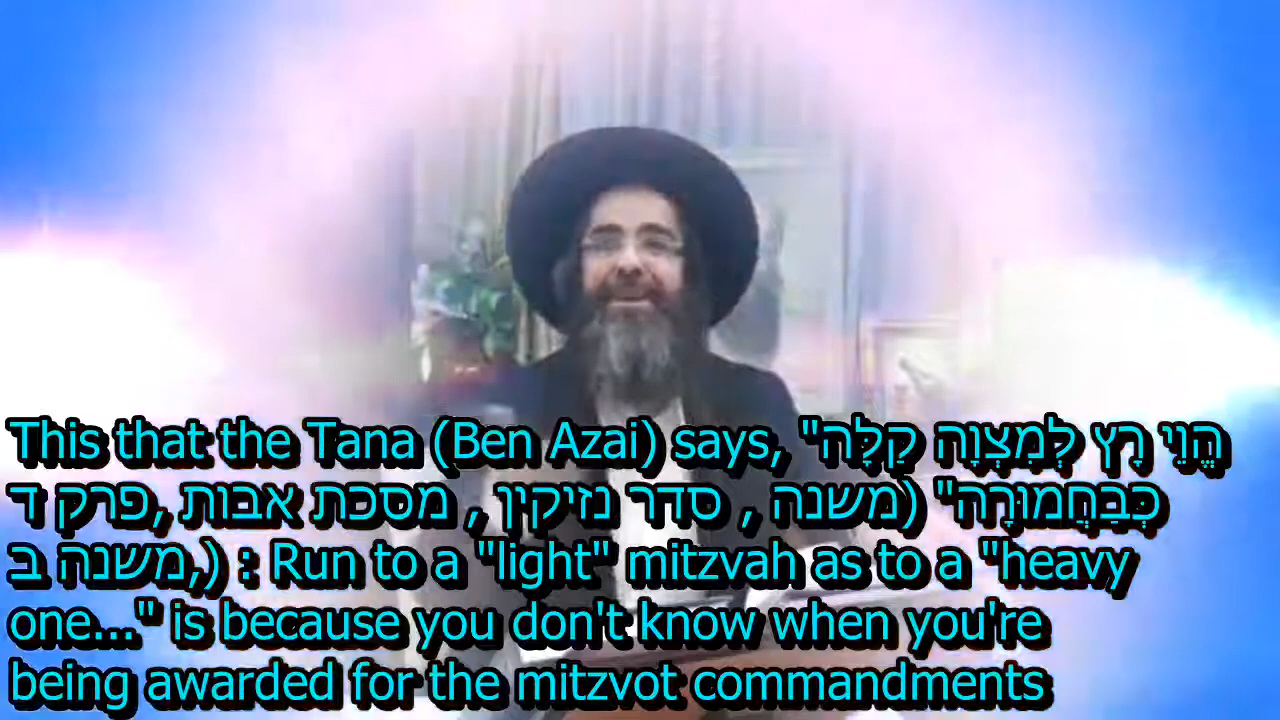 This that the Tana (Ben Azai) says, "הֱוֵי רָץ לְמִצְוָה קַלָּה
כְּבַחֲמוּרָה" (משנה , סדר נזיקין , מסכת אבות ,פרק ד
משנה ב,) : Run to a "light" mitzvah as to a "heavy
one..." is because you don't know when you're
being awarded for the mitzvot commandments